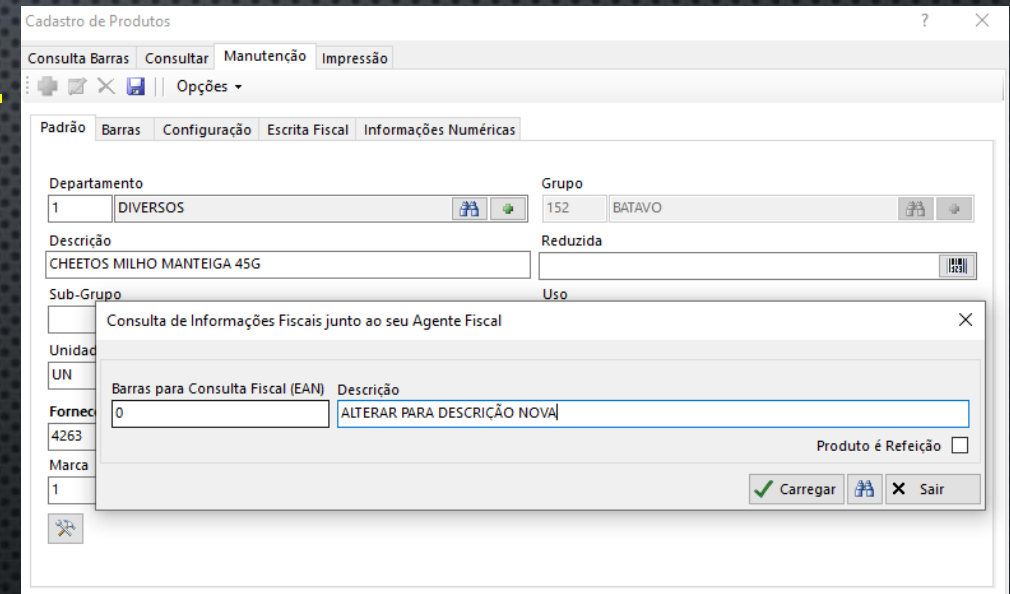 Cadastro de Produtos ?
Consulta Barras Consultar Manutenção Impressão
Opções
Padrão Barras Configuração Escrita Fiscal Informações Numéricas
Departamento Grupo
1 DIVERSOS 152 BATAVO
Descrição Reduzida
CHEETOS MILHO MANTEIGA 45G
Sub-Grupo Uso
Consulta de Informações Fiscais junto ao seu Agente Fiscal
Unidad
UN
Barras para Consulta Fiscal (EAN) Descrição
0 ALTERAR PARA DESCRIÇÃO NOVA
Fornec
4263
Produto é Refeição
Marca
1
Carregar Sair